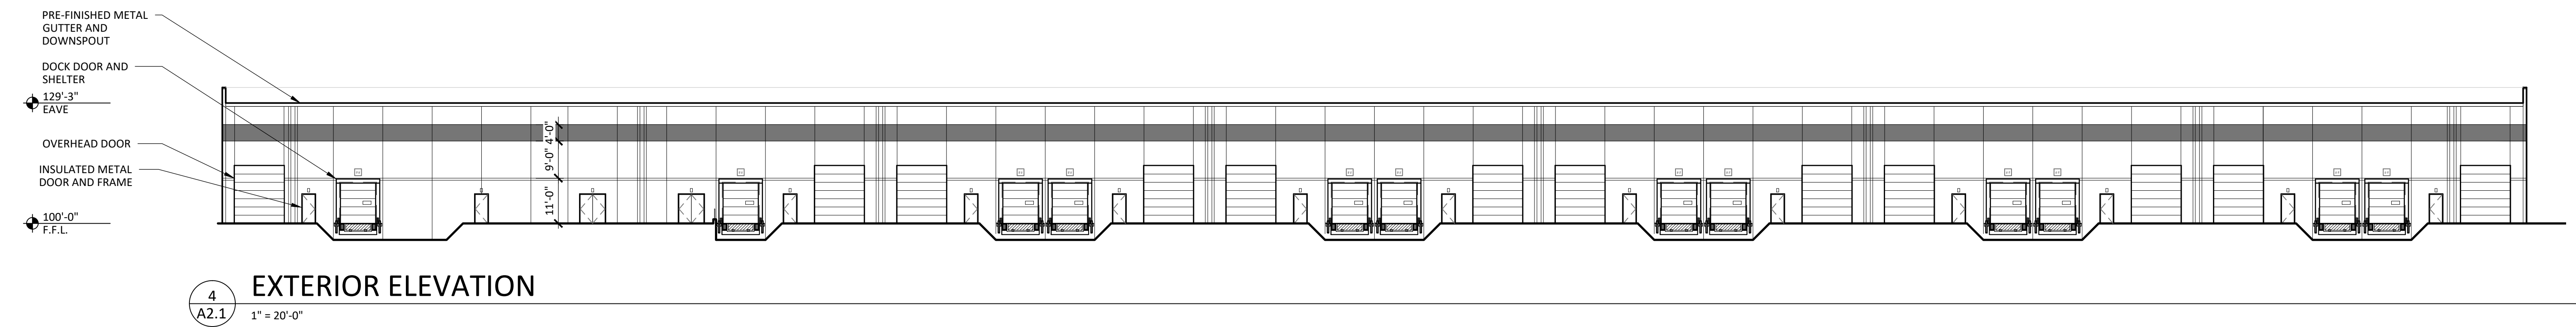 PRE-FINISHED METAL
GUTTER AND
DOWNSPOUT
DOCK DOOR AND
SHELTER
129'-3"
EAVE
OVERHEAD DOOR
INSULATED METAL
DOOR AND FRAME
100'-0"
F.F.L.
4'-0"
9'-0"
11'-0"
4
A2.1
EXTERIOR ELEVATION
1" = 20'-0"